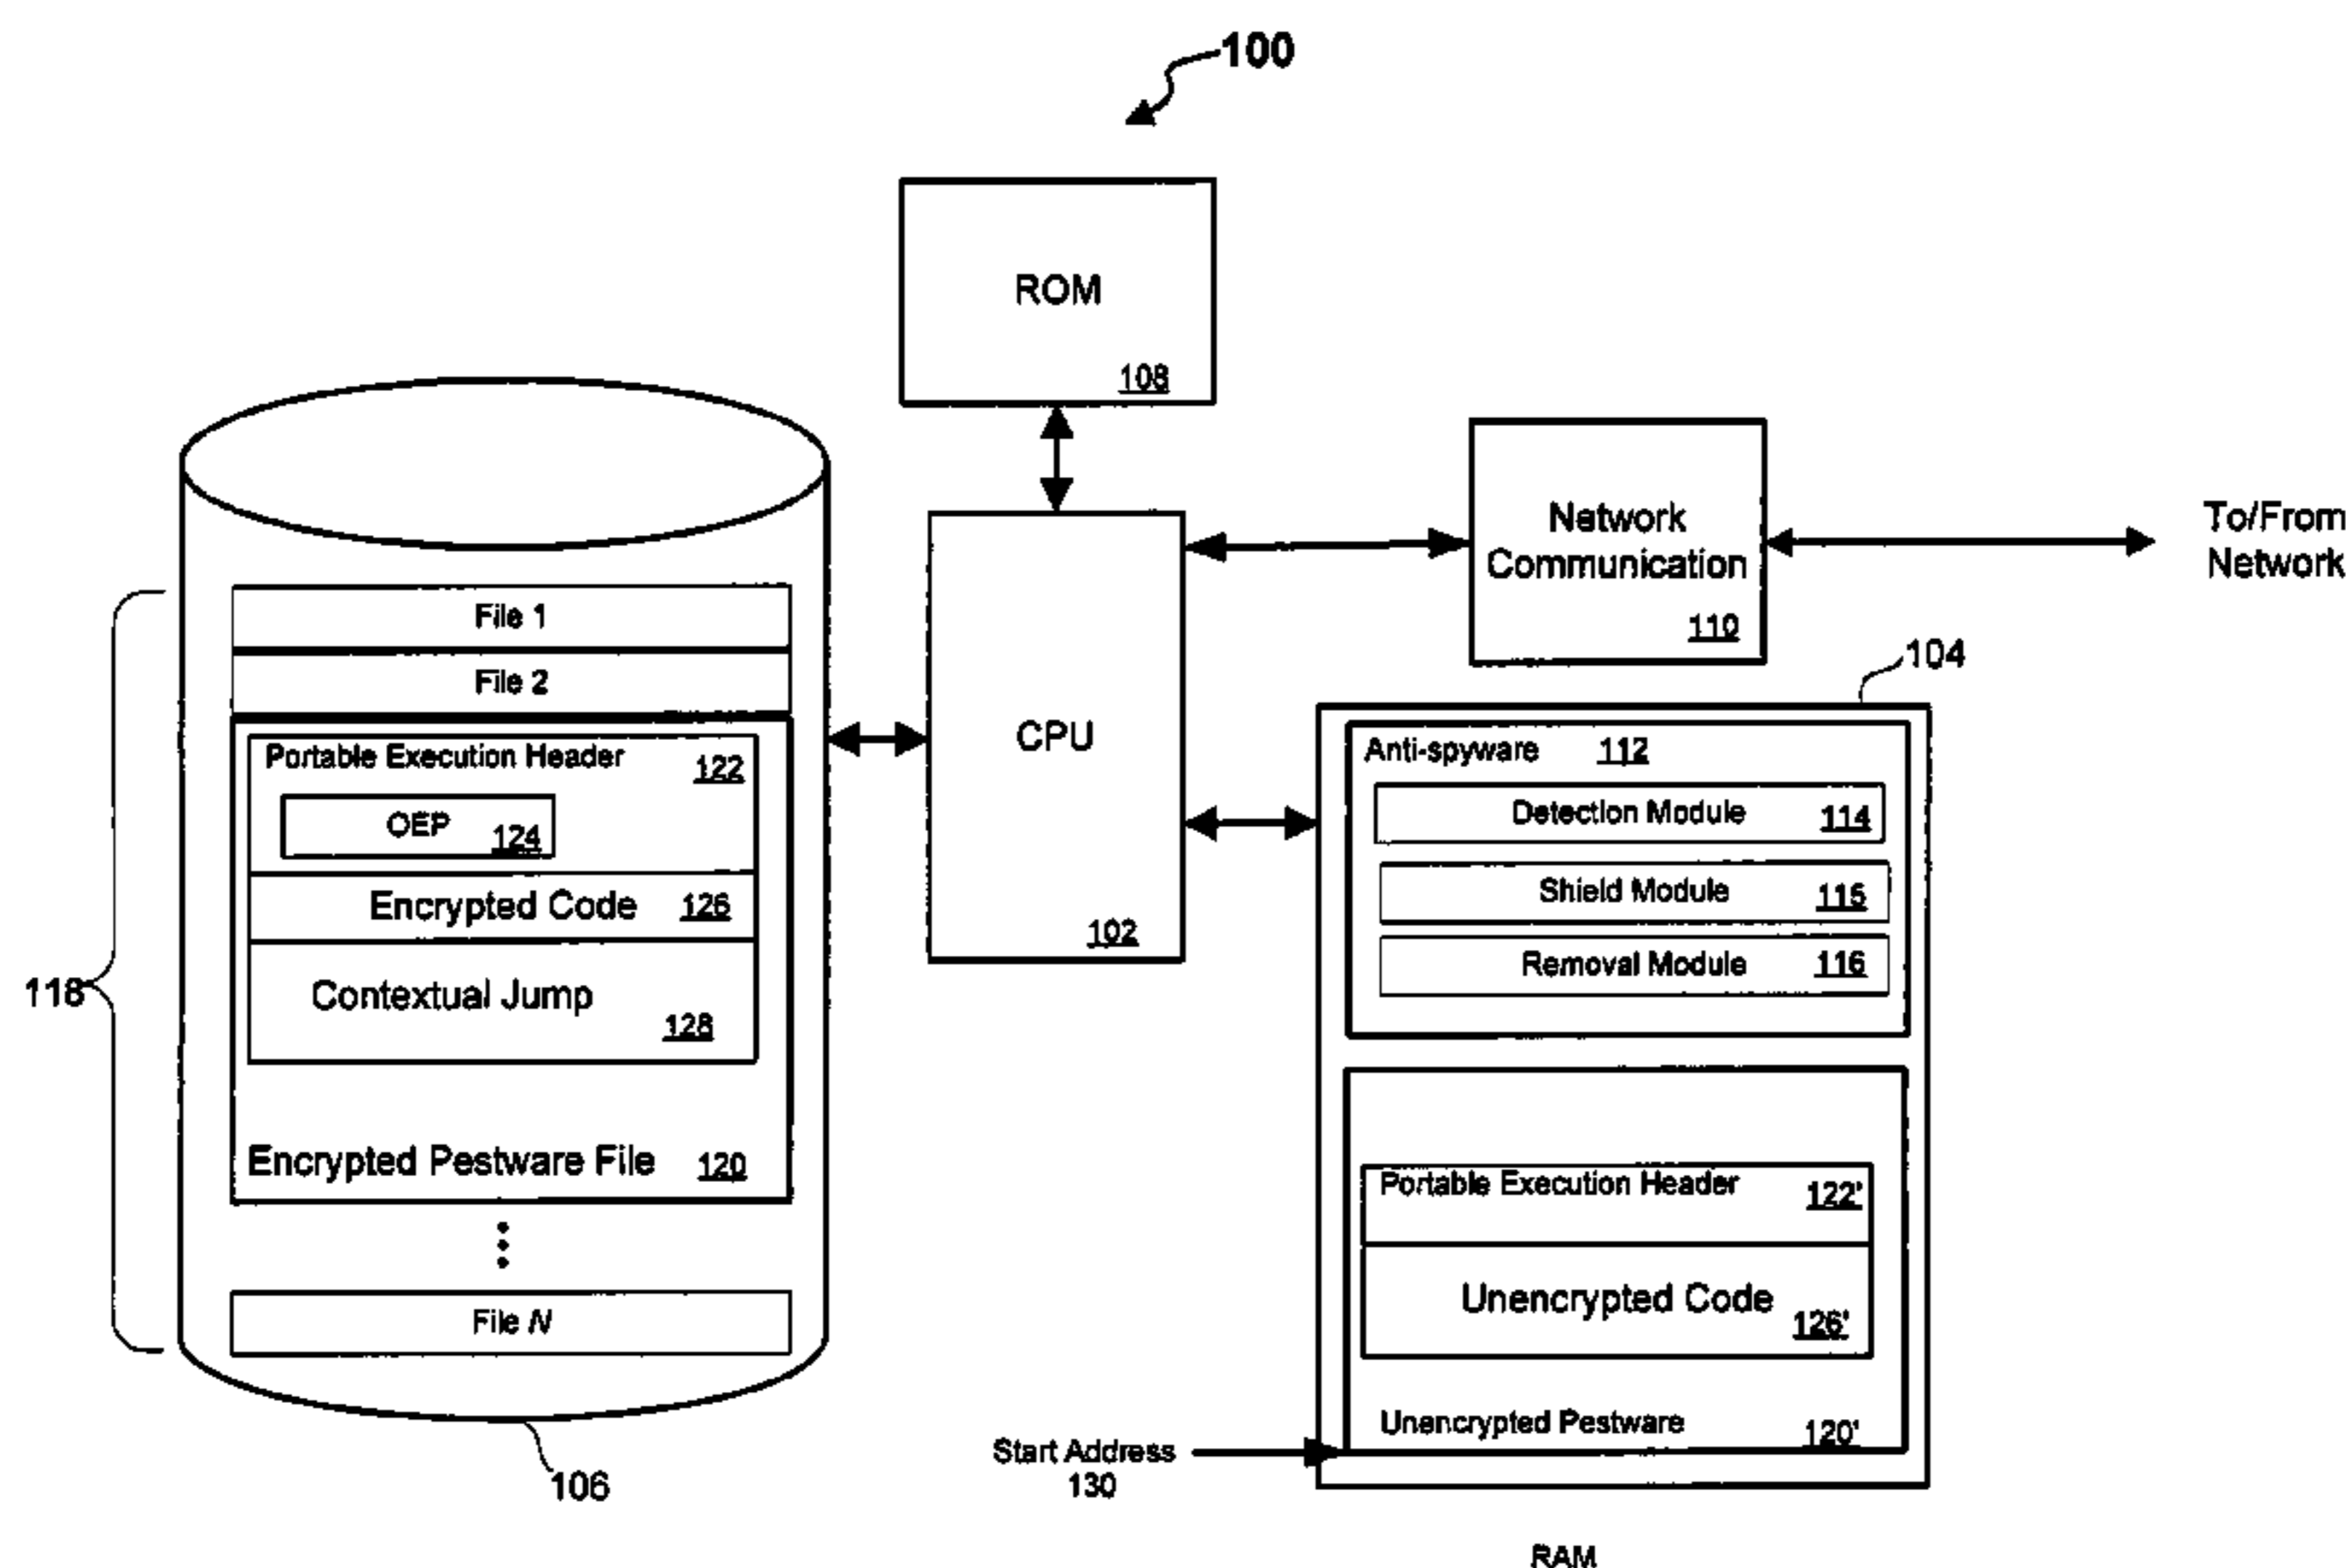 100
ROM
108
Network
Communication
110
To/From
Network
File 1
File 2
Portable Execution Header 122
OEP 124
Encrypted Code 126
Contextual Jump
128
Encrypted Pestware File 120
File N
118
106
CPU
102
104
Anti-spyware 112
Detection Module 114
Shield Module 115
Removal Module 116
Portable Execution Header 122'
Unencrypted Code
126'
Unencrypted Pestware 120'
Start Address
130
RAM